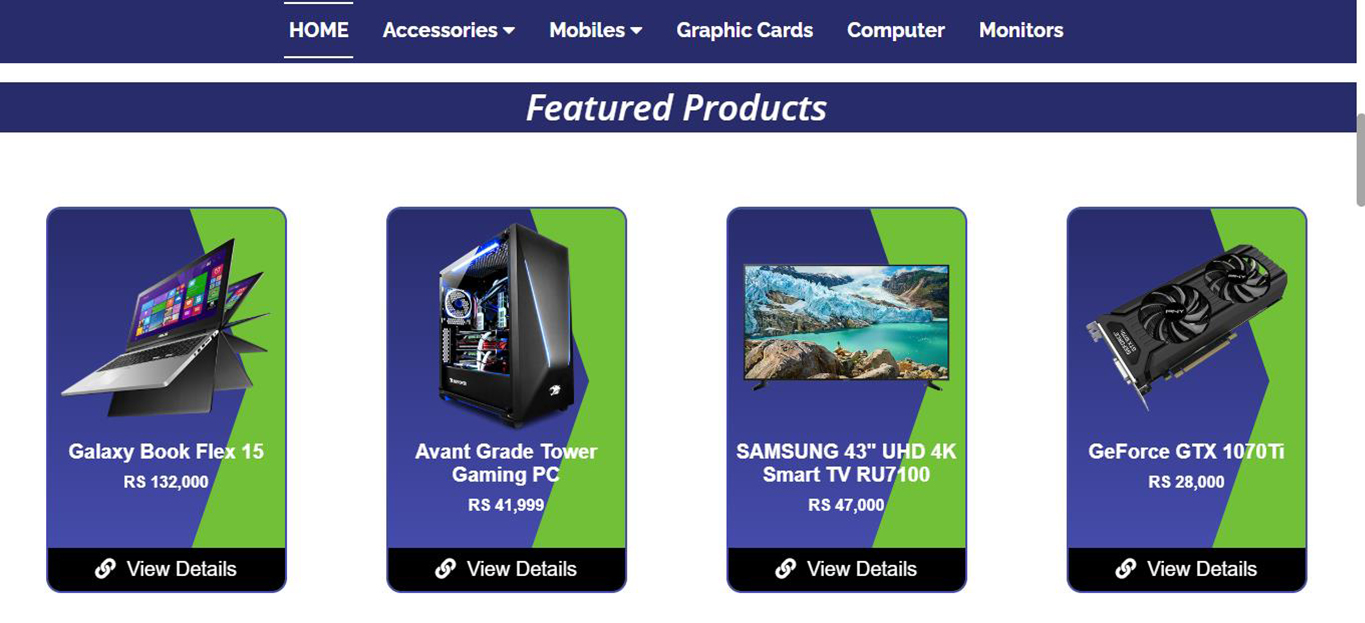 HOME Accessories Mobiles Graphic Cards Computer Monitors
Featured Products
Galaxy Book Flex 15
RS 132,000
View Details
Avant Grade Tower
Gaming PC
RS 41,999
View Details
SAMSUNG 43" UHD 4K
Smart TV RU7100
RS 47,000
View Details
PNY
PNY
GeForce GTX 1070Ti
RS 28,000
View Details